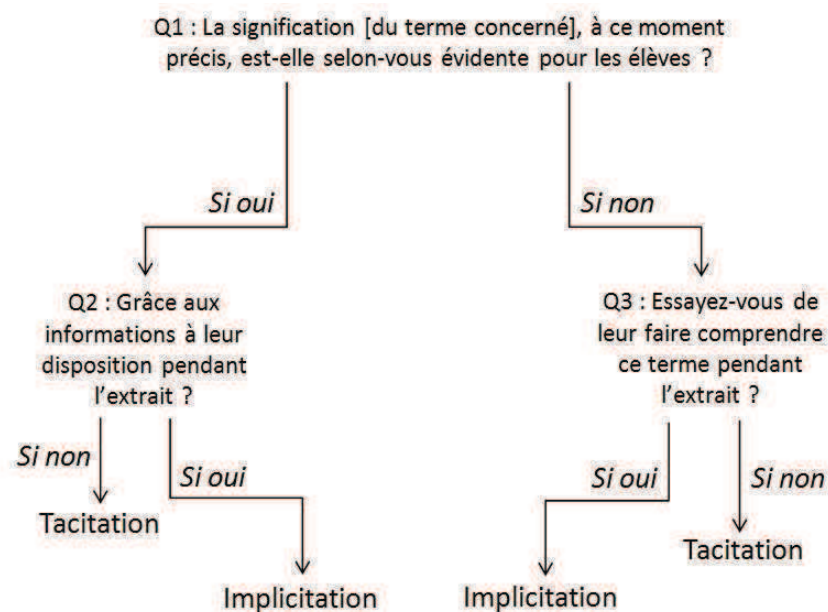 Q1 : La signification [du terme concerné], à ce moment
précis, est-elle selon-vous évidente pour les élèves ?
Si oui
Si non
Q2 : Grâce aux
informations à leur
disposition pendant
l'extrait ?
Q3 : Essayez-vous de
leur faire comprendre
ce terme pendant
l'extrait ?
Si non
Si oui
Si oui
Si non
Tacitation
Tacitation
Implicitation
Implicitation